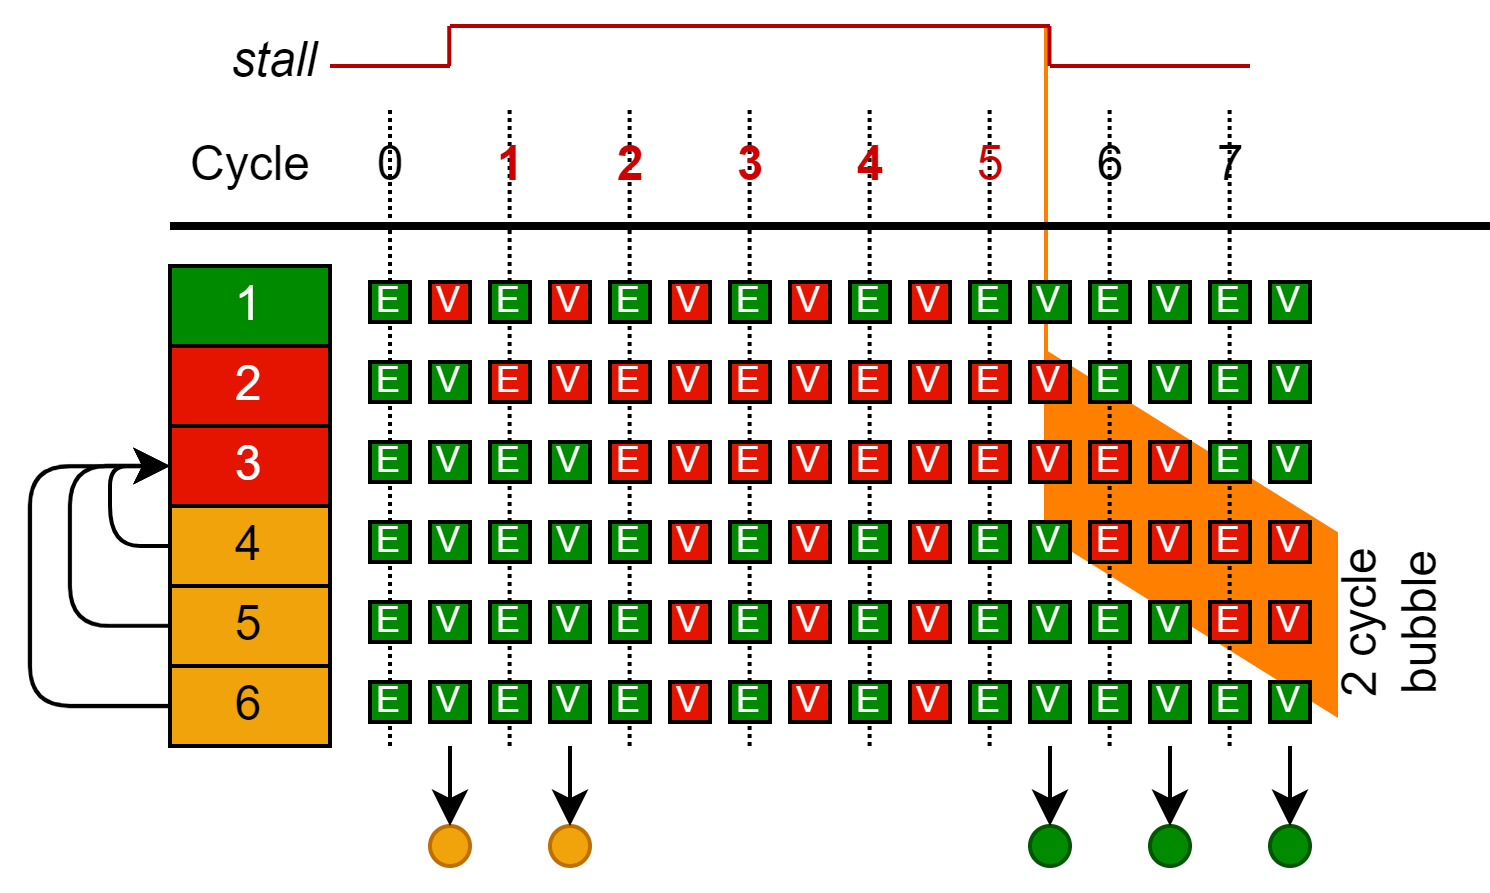 stall
Cycle 0 1 2 3 4 5 6 7
1 E V E V E V E V E V E V E V E V
2 E V E V E V E V E V E V E V E V
3 E V E V E V E V E V E V E V E V
4 E V E V E V E V E V E V E V E V
5 E V E V E V E V E V E V E V E V
6 E V E V E V E V E V E V E V E V
2 cycle
bubble